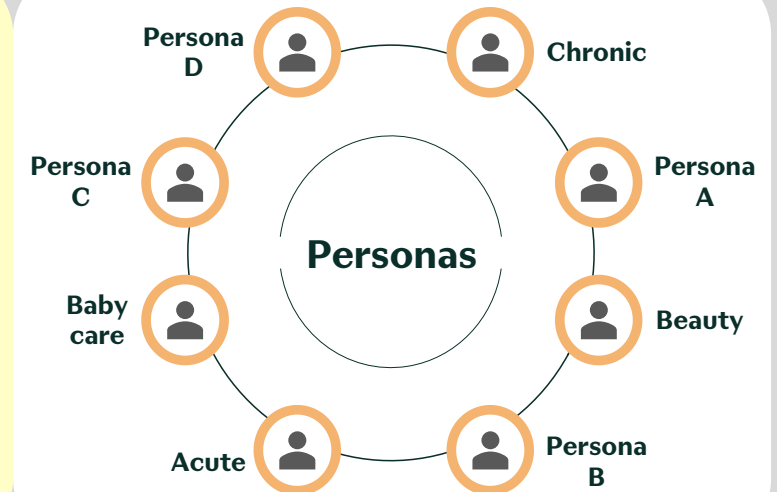 Persona
D
Chronic
Persona
C
Persona
A
Personas
Baby
care
Beauty
Acute
Persona
B